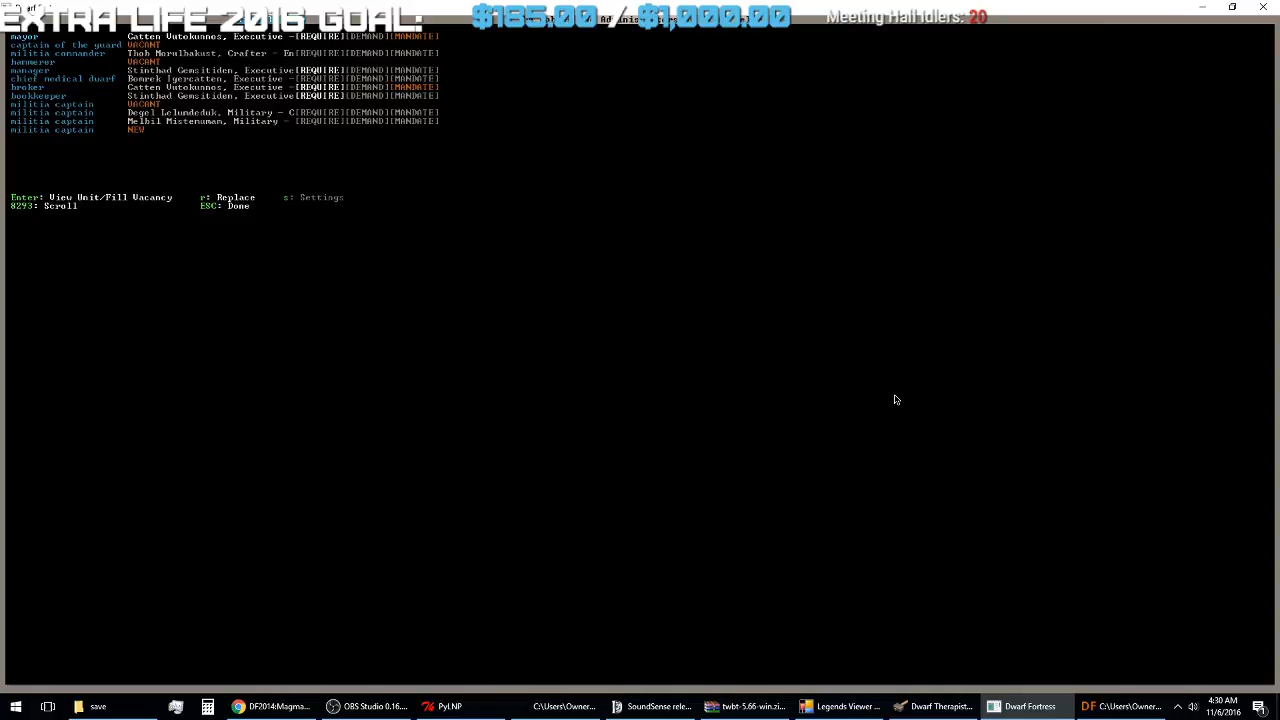 EXTRA LIFE 2016 GOAL: $185.00 / $1,000.00 Meeting Hall Idlers: 20
mayor Catten Vutokunnos, Executive -[REQUIRE][DEMAND][MANDATE]
captain of the guard VACANT
militia commander Thob Morulhakust, Crafter - En[REQUIRE][DEMAND][MANDATE]
hammerer VACANT
manager Stinthad Gemsitiden, Executive[REQUIRE][DEMAND][MANDATE]
chief medical dwarf Bomrek Igercatten, Executive -[REQUIRE][DEMAND][MANDATE]
broker Catten Vutokunnos, Executive -[REQUIRE][DEMAND][MANDATE]
bookkeeper Stinthad Gemsitiden, Executive[REQUIRE][DEMAND][MANDATE]
militia captain VACANT
militia captain Degel Lelumdeduk, Military - C[REQUIRE][DEMAND][MANDATE]
militia captain Melbil Mistemumam, Military - [REQUIRE][DEMAND][MANDATE]
militia captain NEW
Enter: View Unit/Fill Vacancy r: Replace s: Settings
8293: Scroll ESC: Done
save DF2014:Magma... OBS Studio 0.16.... PyLNP C:\Users\Owner... SoundSense rele... twbt-5.66-win.zi... Legends Viewer ... Dwarf Therapist... Dwarf Fortress C:\Users\Owner... 4:30 AM
11/6/2016